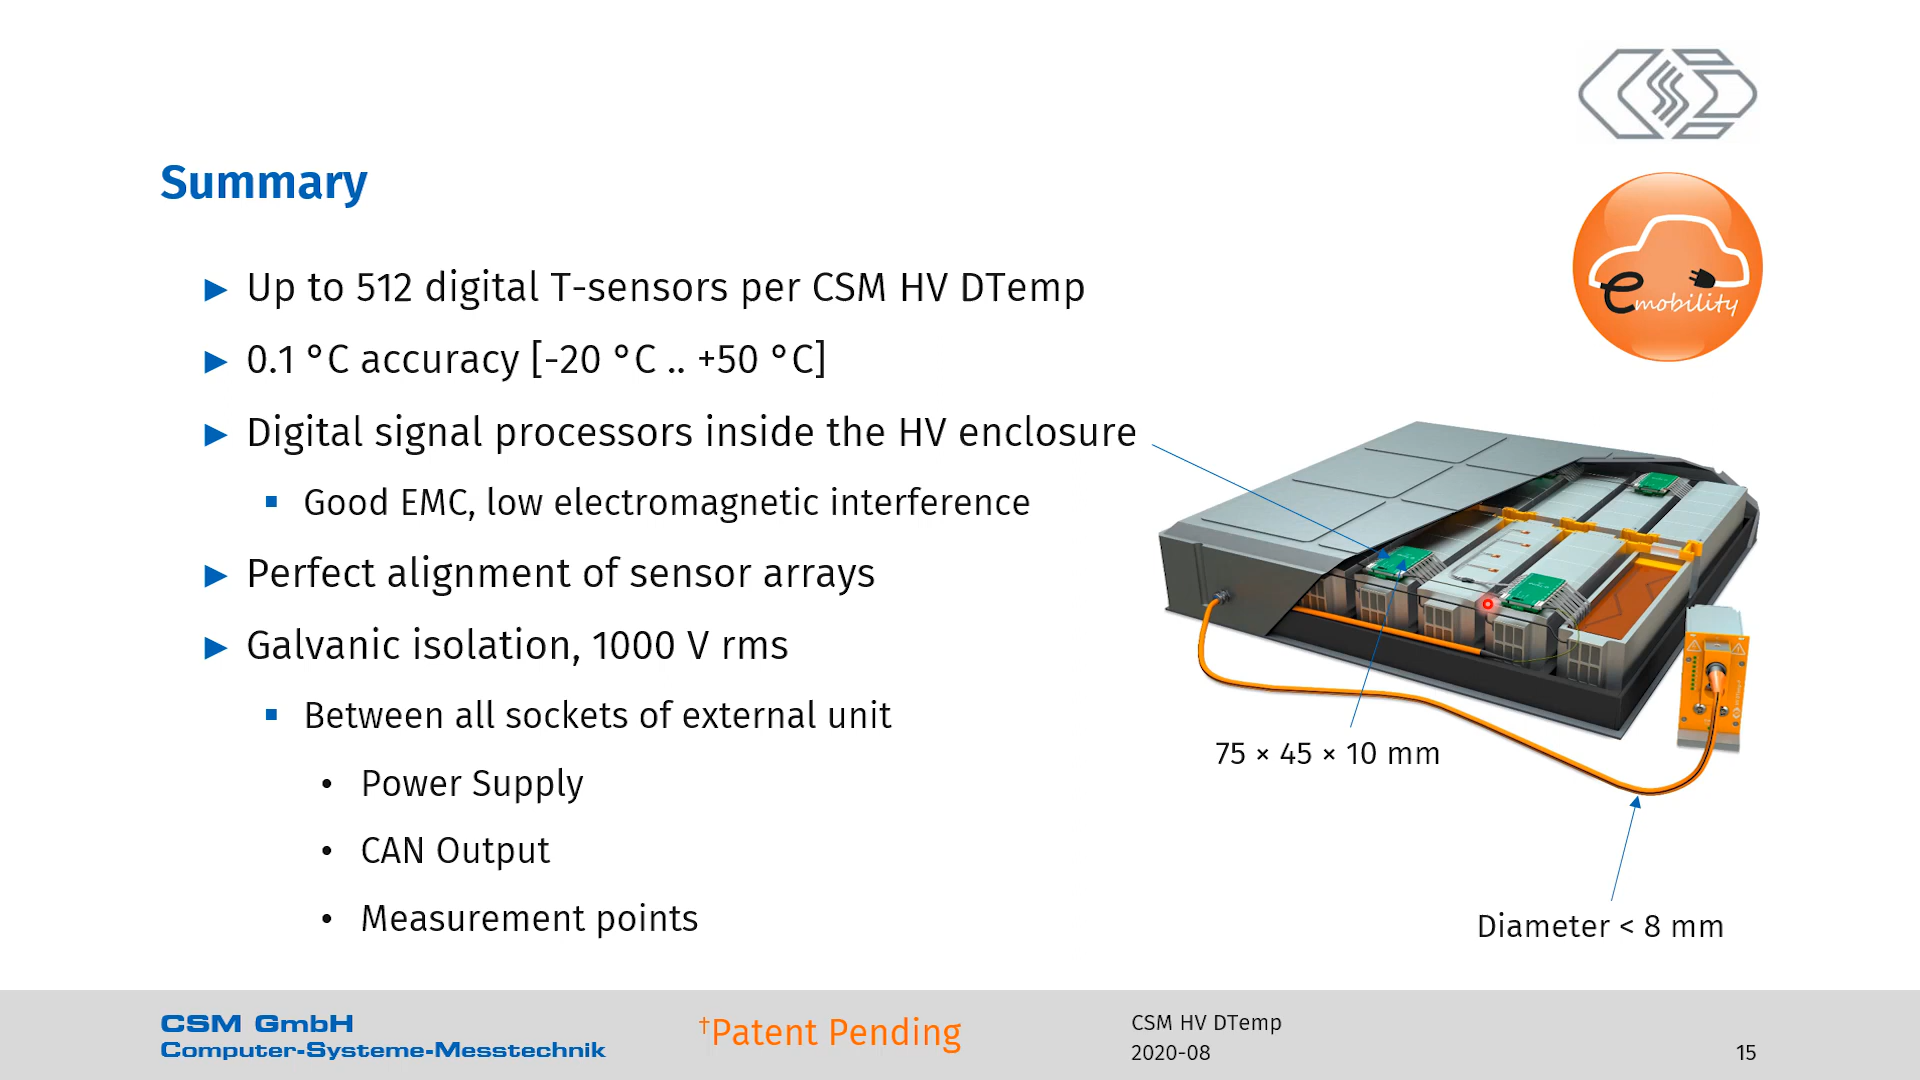 Summary
► Up to 512 digital T-sensors per CSM HV DTemp
► 0.1 °C accuracy [-20 °C .. +50 °C]
► Digital signal processors inside the HV enclosure
▪ Good EMC, low electromagnetic interference
► Perfect alignment of sensor arrays
► Galvanic isolation, 1000 V rms
▪ Between all sockets of external unit
• Power Supply
• CAN Output
• Measurement points
e mobility
75 × 45 × 10 mm
Diameter < 8 mm
CSM GmbH
Computer-Systeme-Messtechnik
†Patent Pending
CSM HV DTemp
2020-08
15